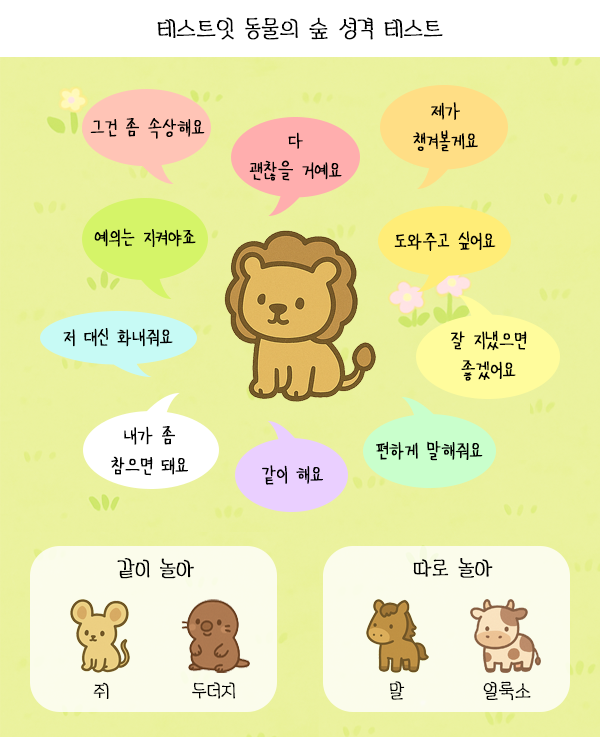 테스트잇 동물의 숲 성격 테스트
그건 좀 속상해요
다
괜찮을 거예요
제가
챙겨볼게요
예의는 지켜야죠
도와주고 싶어요
저 대신 화내줘요
잘 지냈으면
좋겠어요
내가 좀
참으면 돼요
같이 해요
편하게 말해줘요
같이 놀아
따로 놀아
쥐
두더지
말
얼룩소